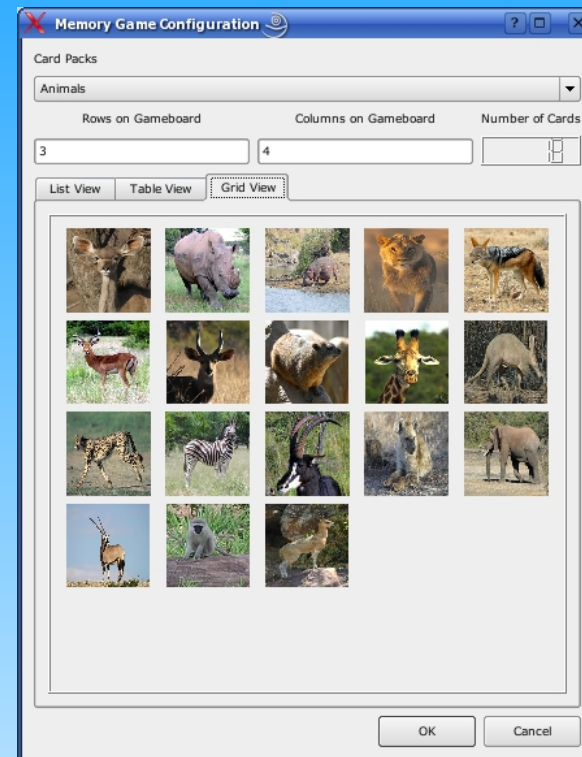 Memory Game Configuration
Card Packs
Animals
Rows on Gameboard
Columns on Gameboard
Number of Cards
3
4
18
List View
Table View
Grid View
OK
Cancel